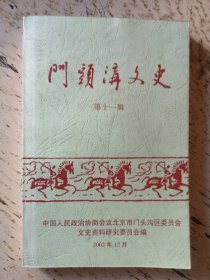 門頭溝文史
第十一辑
中国人民政治协商会议北京市门头沟区委员会
文史资料研究委员会编
2002年12月